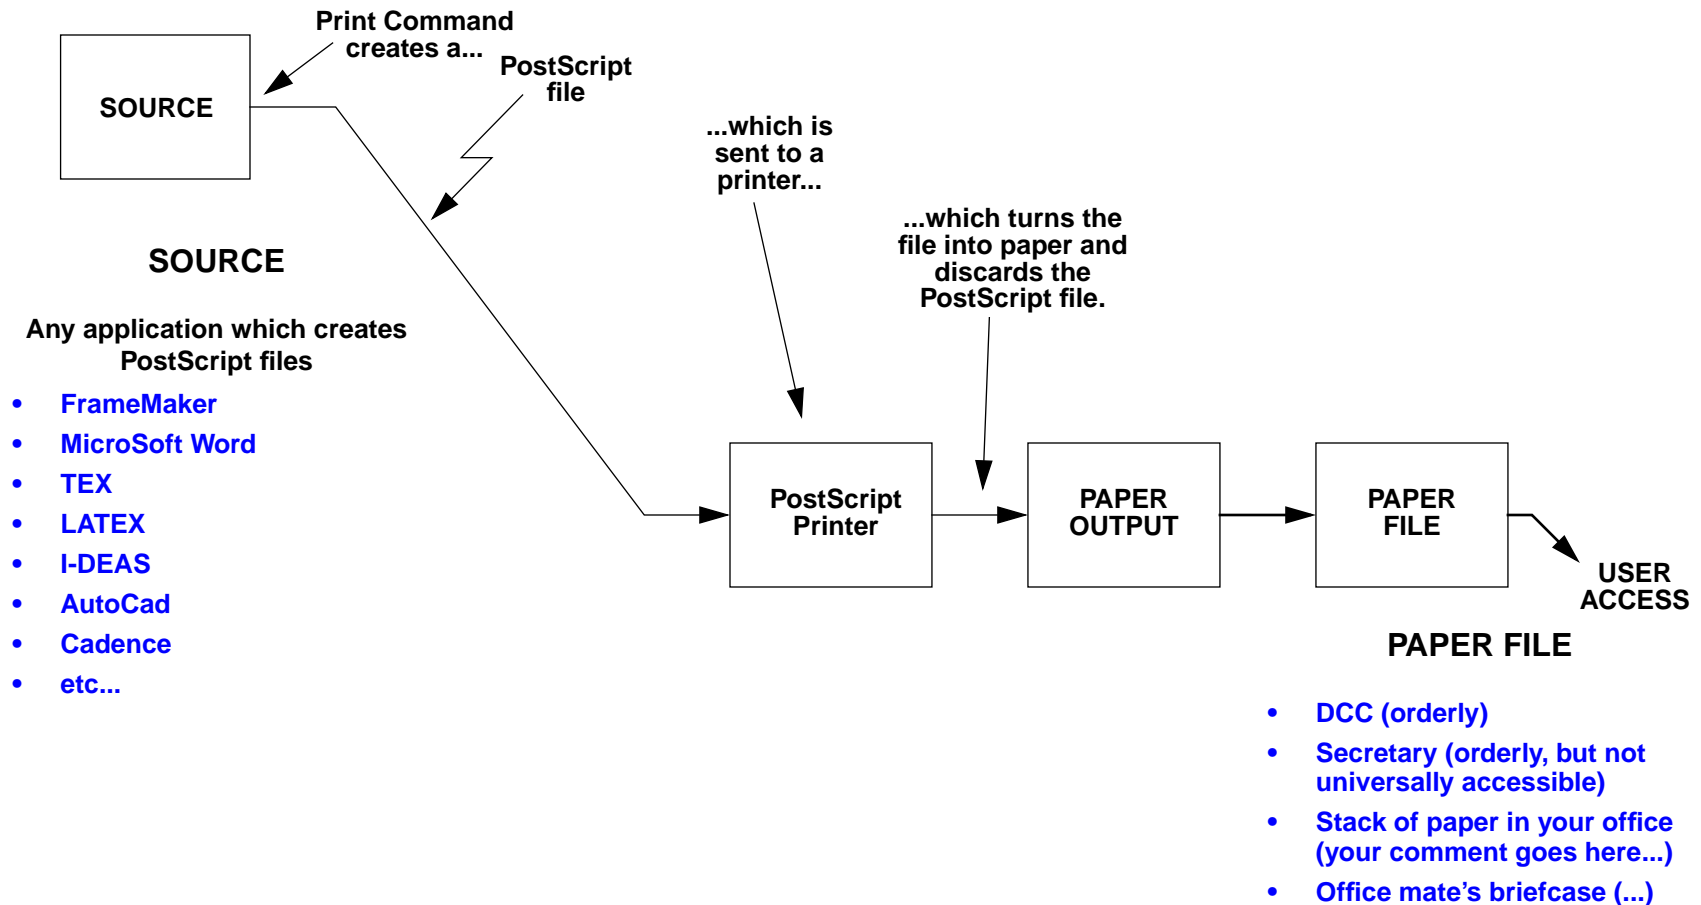 Print Command
creates a...
PostScript
file
SOURCE
...which is
sent to a
printer...
...which turns the
file into paper and
discards the
PostScript file.
SOURCE
Any application which creates
PostScript files
• FrameMaker
• MicroSoft Word
• TEX
• LATEX
• I-DEAS
• AutoCad
• Cadence
• etc...
PostScript
Printer
PAPER
OUTPUT
PAPER
FILE
USER
ACCESS
PAPER FILE
• DCC (orderly)
• Secretary (orderly, but not
universally accessible)
• Stack of paper in your office
(your comment goes here...)
• Office mate's briefcase (...)